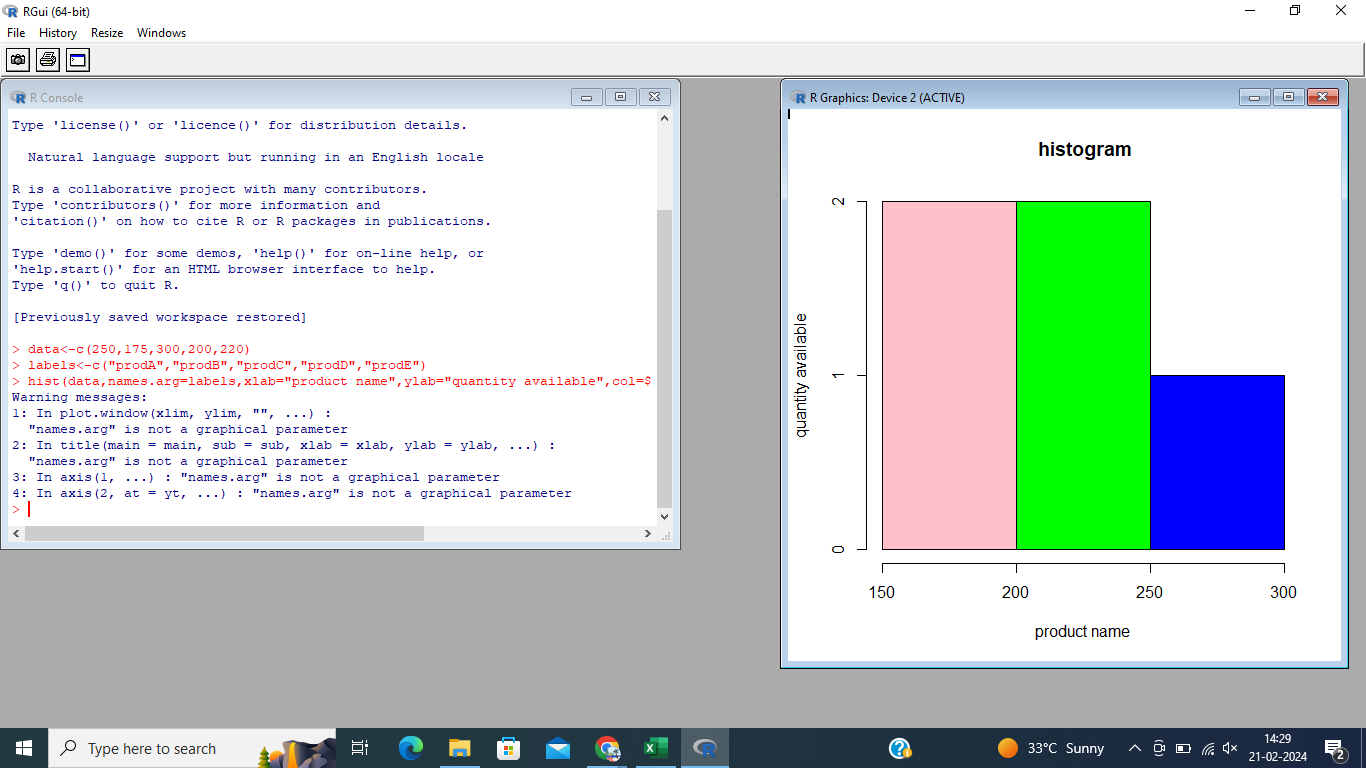 RGui (64-bit)
File History Resize Windows
R Console
Type 'license()' or 'licence()' for distribution details.
Natural language support but running in an English locale
R is a collaborative project with many contributors.
Type 'contributors()' for more information and
'citation()' on how to cite R or R packages in publications.
Type 'demo()' for some demos, 'help()' for on-line help, or
'help.start()' for an HTML browser interface to help.
Type 'q()' to quit R.
[Previously saved workspace restored]
> data<-c(250,175,300,200,220)
> labels<-c("prodA","prodB","prodC","prodD","prodE")
> hist(data,names.arg=labels,xlab="product name",ylab="quantity available",col=$
Warning messages:
1: In plot.window(xlim, ylim, "", ...) :
"names.arg" is not a graphical parameter
2: In title(main = main, sub = sub, xlab = xlab, ylab = ylab, ...) :
"names.arg" is not a graphical parameter
3: In axis(1, ...) : "names.arg" is not a graphical parameter
4: In axis(2, at = yt, ...) : "names.arg" is not a graphical parameter
>
R Graphics: Device 2 (ACTIVE)
histogram
quantity available
2
1
0
150 200 250 300
product name
Type here to search
33°C Sunny
14:29
21-02-2024
2